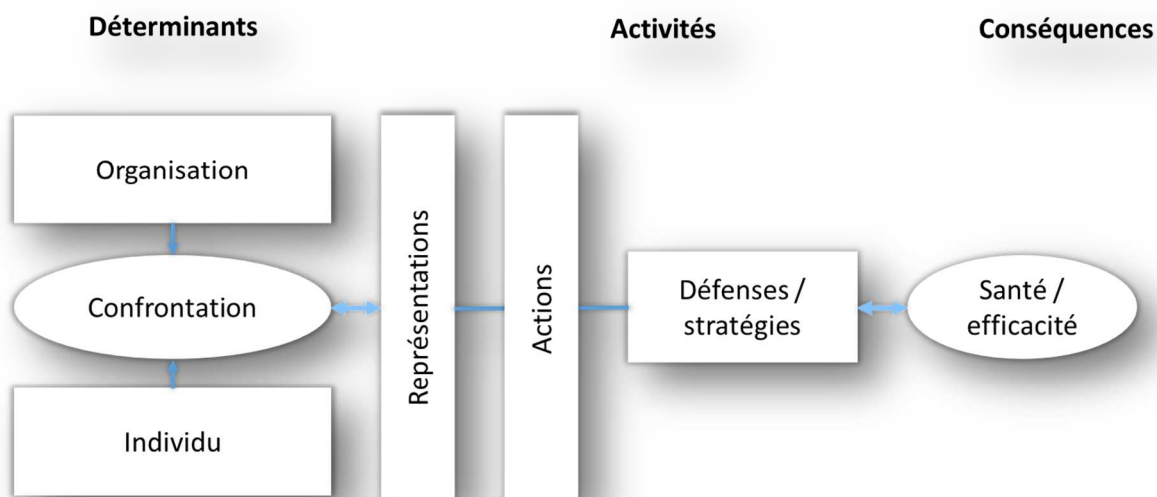 Déterminants
Activités
Conséquences
Organisation
Confrontation
Individu
Représentations
Actions
Défenses /
stratégies
Santé /
efficacité